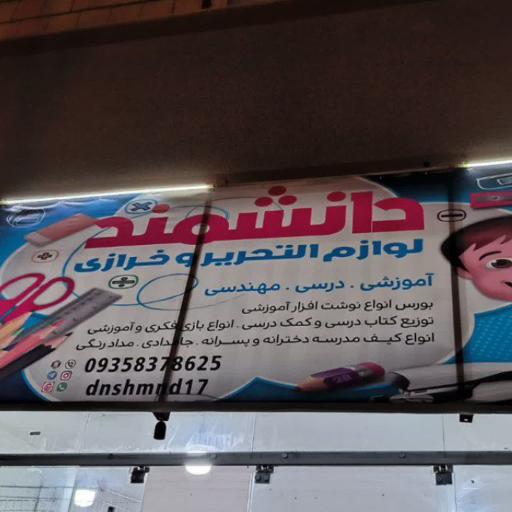 دانشمند
لوازم التحریر و خرازی
آموزشی . درسی . مهندسی
بورس انواع نوشت افزار آموزشی
توزیع کتاب درسی و کمک درسی . انواع بازی فکری و آموزشی
انواع کیف مدرسه دخترانه و پسرانه . جامدادی . مداد رنگی
09358378625
dnshmnd17